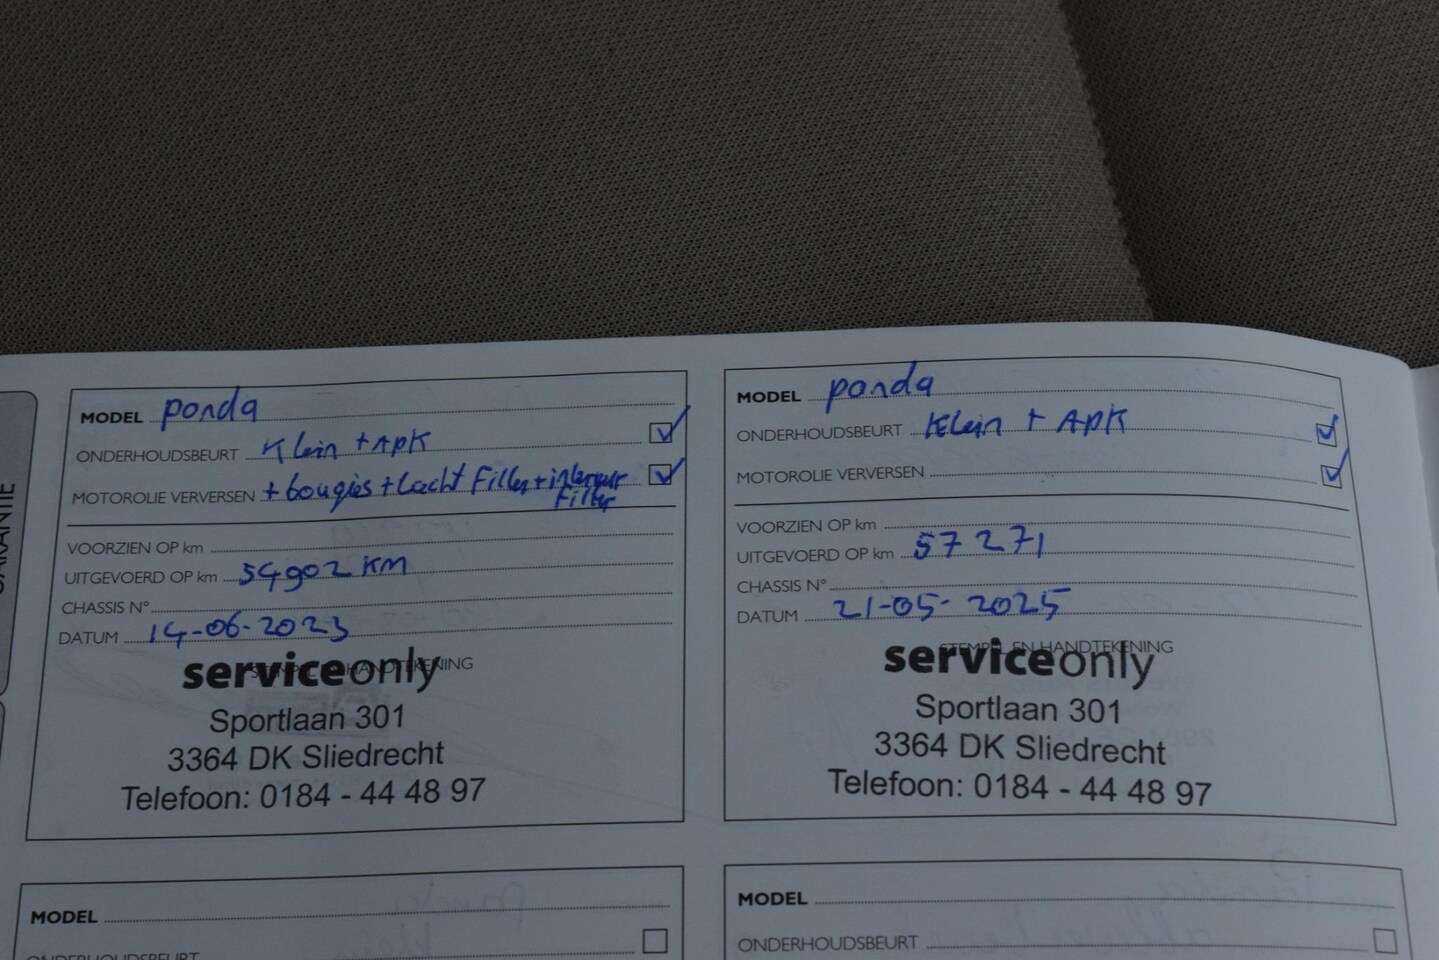 MODEL panda
ONDERHOUDSBEURT Klein + APK
MOTOROLIE VERVERSEN + bougies + Lucht Filter + interieur
Filter
VOORZIEN OP km
UITGEVOERD OP km 54902 KM
CHASSIS N°
DATUM 14-06-2023
STEMPEL EN HANDTEKENING
serviceonly
Sportlaan 301
3364 DK Sliedrecht
Telefoon: 0184 - 44 48 97
MODEL panda
ONDERHOUDSBEURT Klein + APK
MOTOROLIE VERVERSEN
VOORZIEN OP km
UITGEVOERD OP km 57271
CHASSIS N°
DATUM 21-05-2025
STEMPEL EN HANDTEKENING
serviceonly
Sportlaan 301
3364 DK Sliedrecht
Telefoon: 0184 - 44 48 97
MODEL
ONDERHOUDSBEURT
MODEL
ONDERHOUDSBEURT